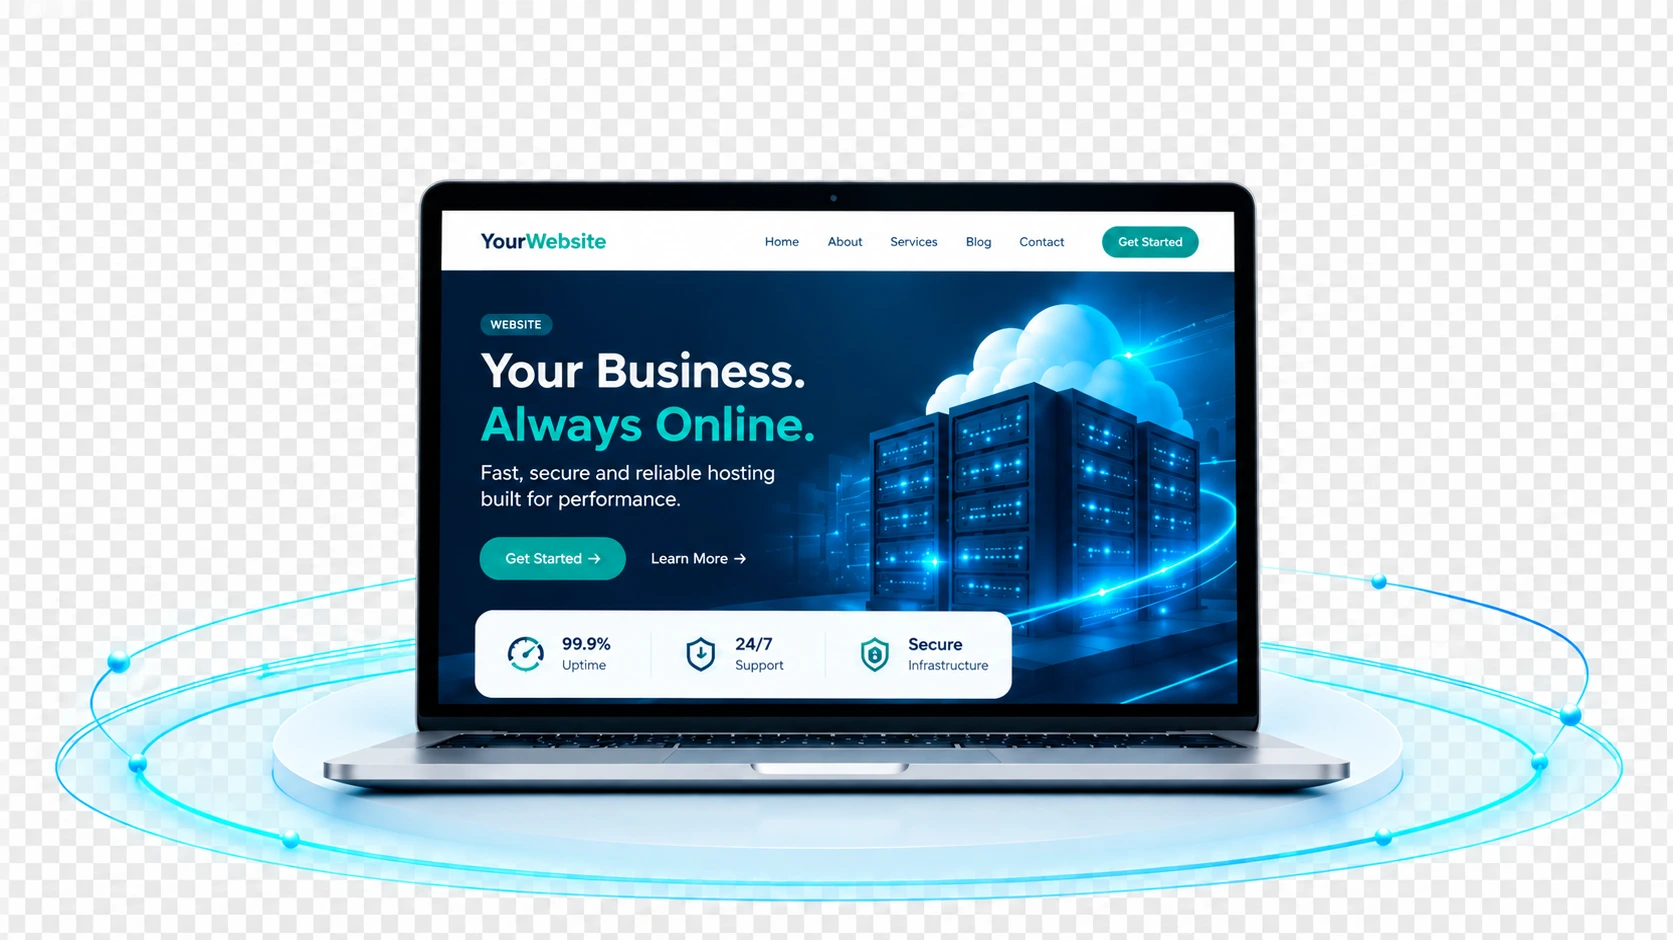 YourWebsite
Home About Services Blog Contact Get Started
WEBSITE
Your Business.
Always Online.
Fast, secure and reliable hosting
built for performance.
Get Started → Learn More →
99.9% 24/7 Secure
Uptime Support Infrastructure